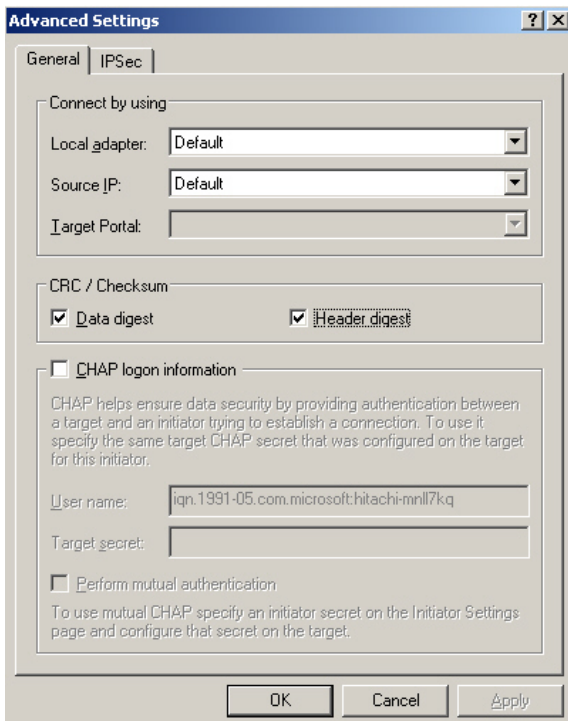 Advanced Settings
General IPSec
Connect by using
Local adapter: Default
Source IP: Default
Target Portal:
CRC / Checksum
Data digest Header digest
CHAP logon information
CHAP helps ensure data security by providing authentication between
a target and an initiator trying to establish a connection. To use it
specify the same target CHAP secret that was configured on the target
for this initiator.
User name: iqn.1991-05.com.microsoft:hitachi-mnll7kq
Target secret:
Perform mutual authentication
To use mutual CHAP specify an initiator secret on the Initiator Settings
page and configure that secret on the target.
OK Cancel Apply